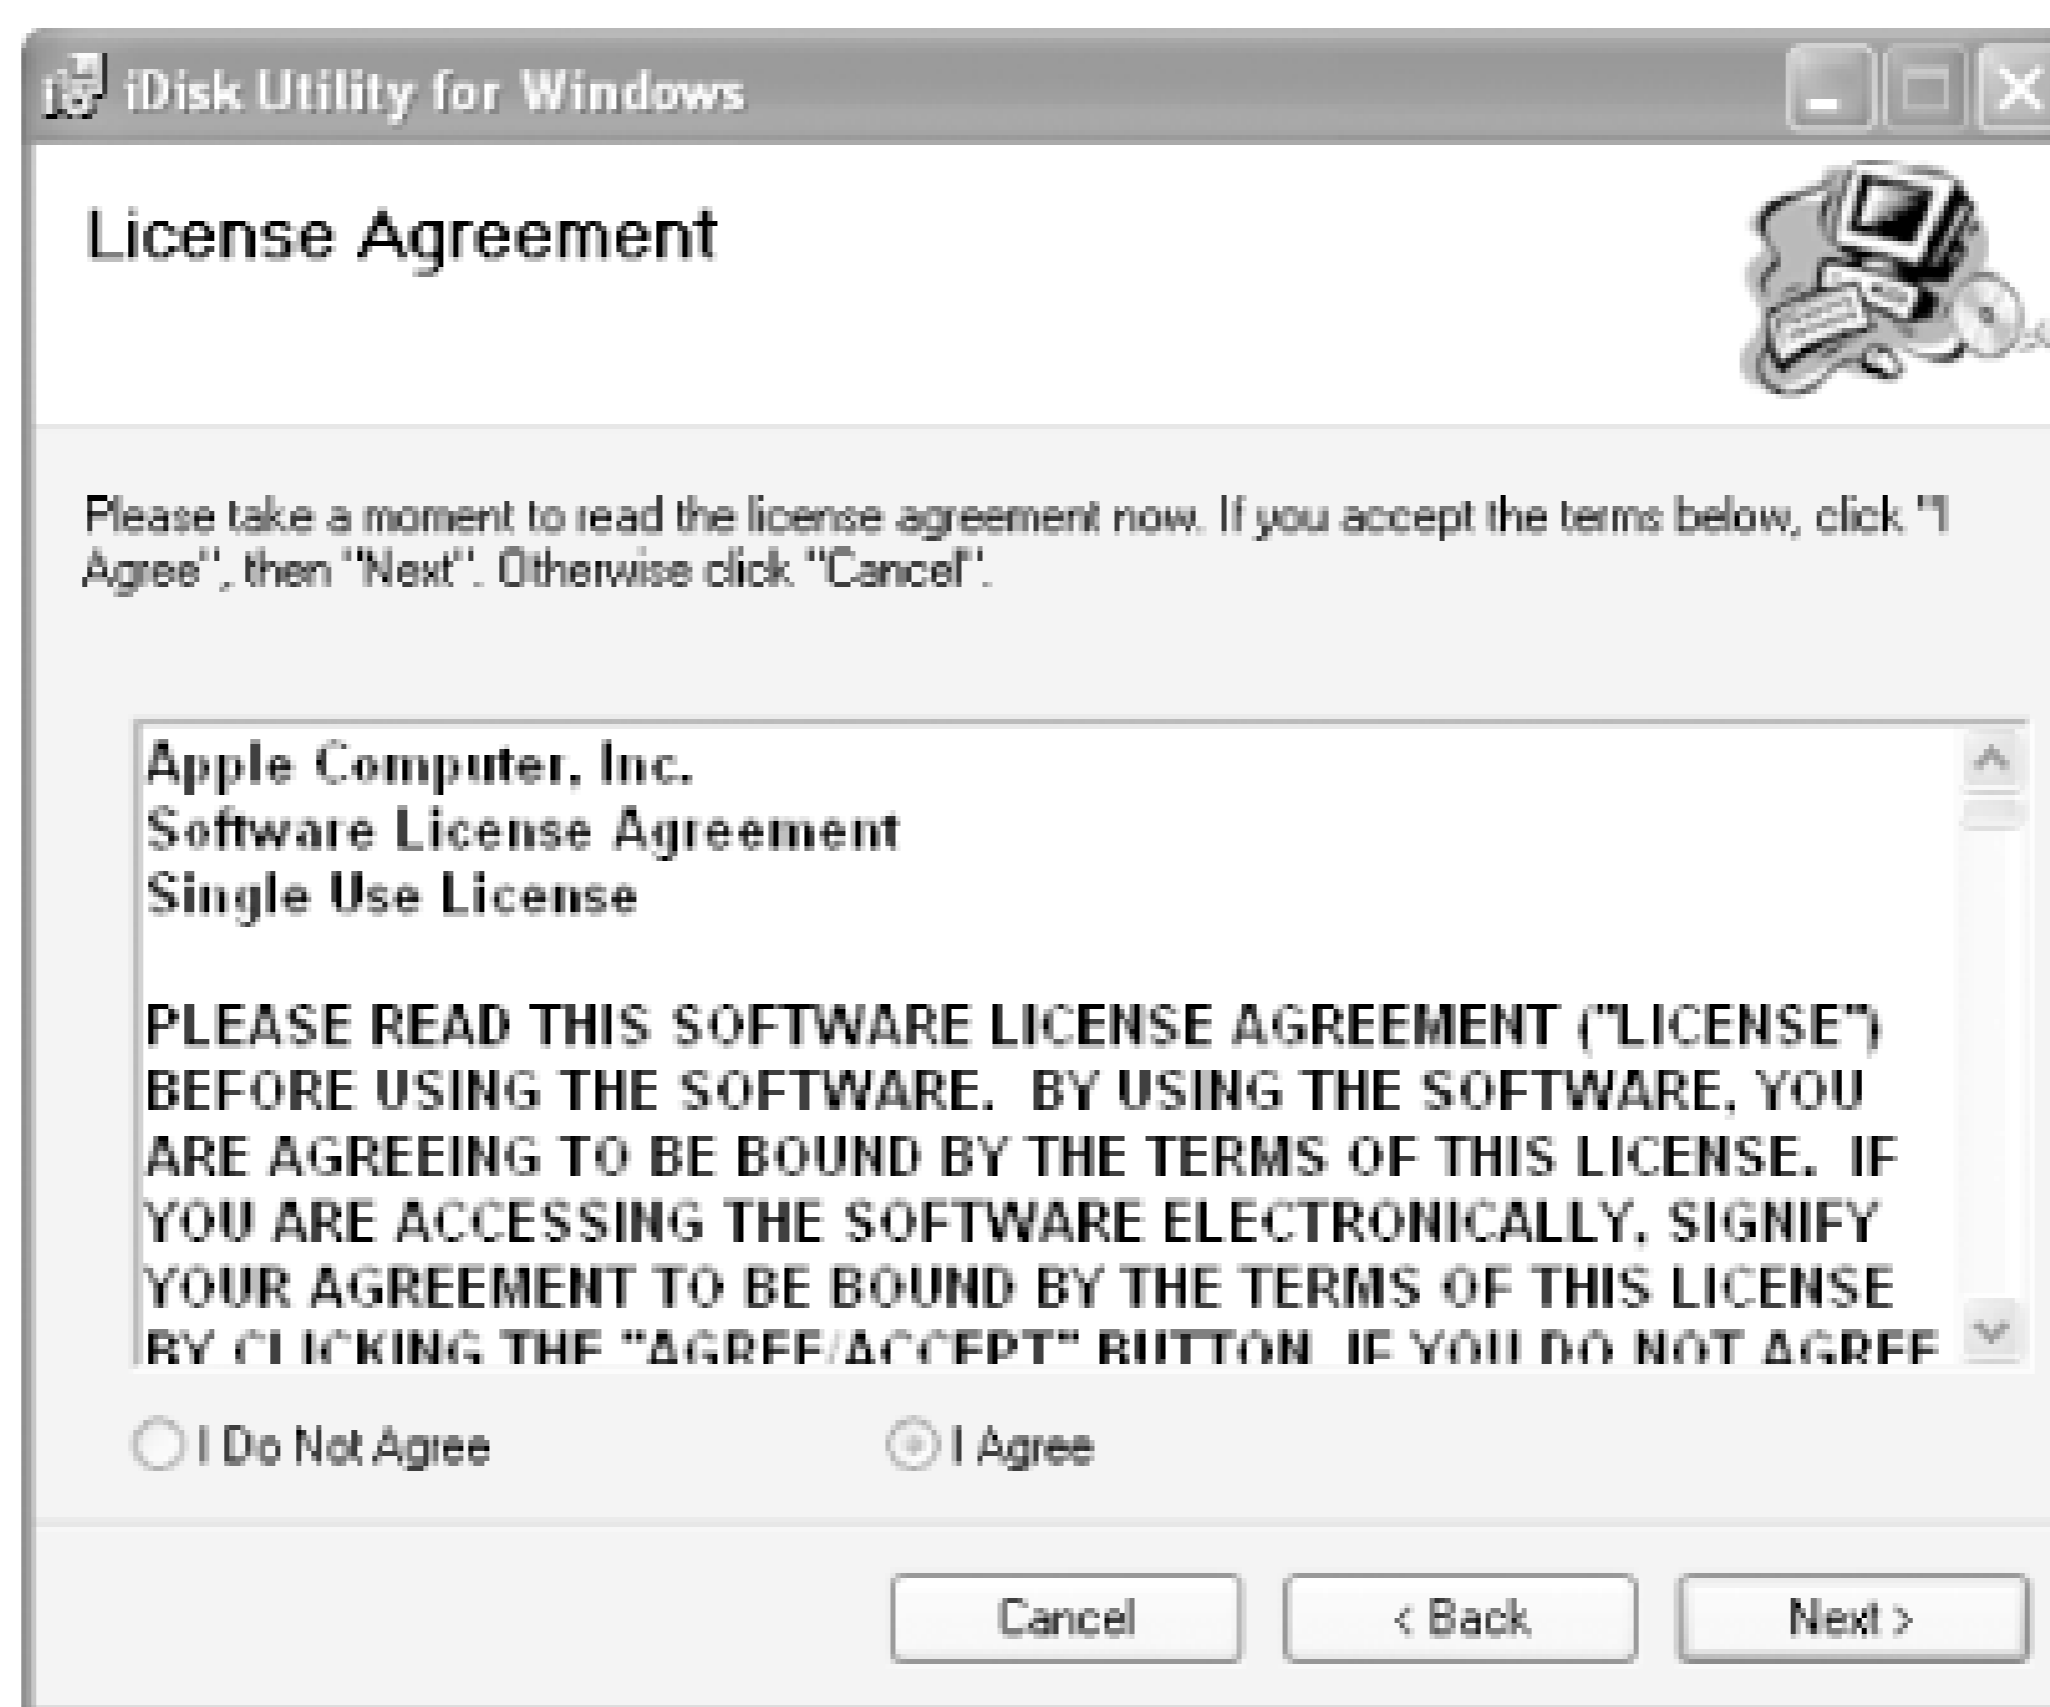 iDisk Utility for Windows
License Agreement
Please take a moment to read the license agreement now. If you accept the terms below, click "I
Agree", then "Next". Otherwise click "Cancel".
Apple Computer, Inc.
Software License Agreement
Single Use License
PLEASE READ THIS SOFTWARE LICENSE AGREEMENT ("LICENSE")
BEFORE USING THE SOFTWARE.  BY USING THE SOFTWARE, YOU
ARE AGREEING TO BE BOUND BY THE TERMS OF THIS LICENSE.  IF
YOU ARE ACCESSING THE SOFTWARE ELECTRONICALLY, SIGNIFY
YOUR AGREEMENT TO BE BOUND BY THE TERMS OF THIS LICENSE
BY CLICKING THE "AGREE/ACCEPT" BUTTON. IF YOU DO NOT AGREE
I Do Not Agree I Agree
Cancel < Back Next >